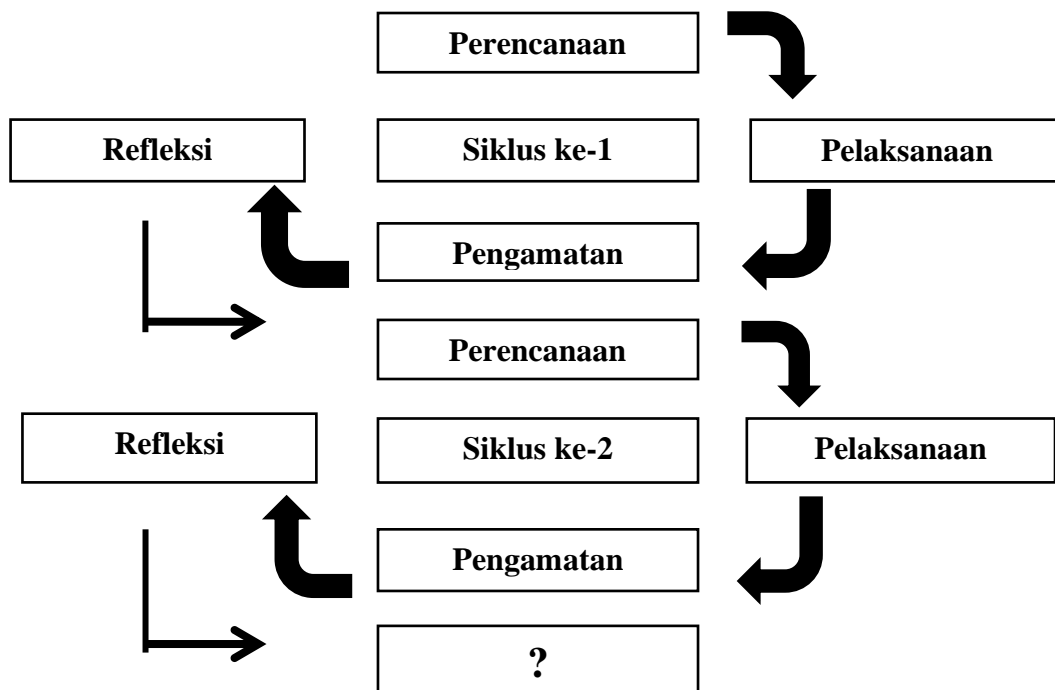 Perencanaan
Refleksi
Siklus ke-1
Pelaksanaan
Pengamatan
Perencanaan
Refleksi
Siklus ke-2
Pelaksanaan
Pengamatan
?